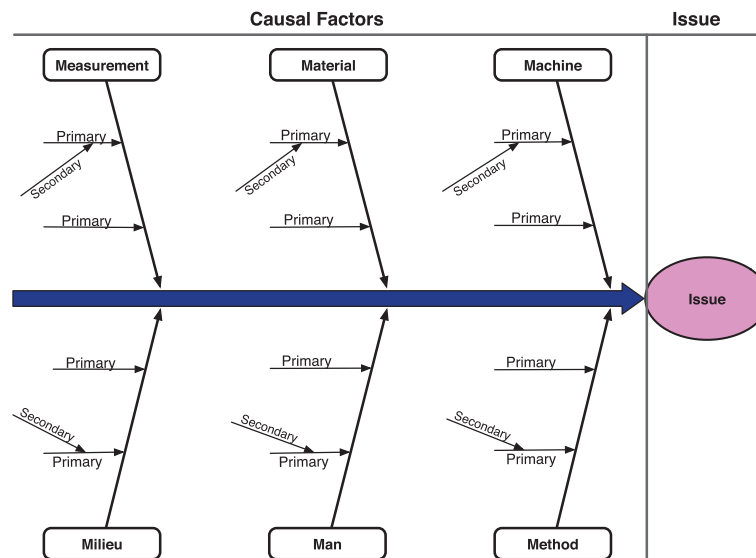 Causal Factors
Issue
Measurement
Material
Machine
Primary
Primary
Primary
Secondary
Secondary
Secondary
Primary
Primary
Primary
Issue
Primary
Primary
Primary
Secondary
Secondary
Secondary
Primary
Primary
Primary
Milieu
Man
Method